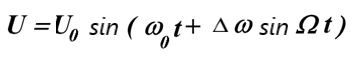 U = U₀ sin ( ω₀t + Δω sin Ωt )